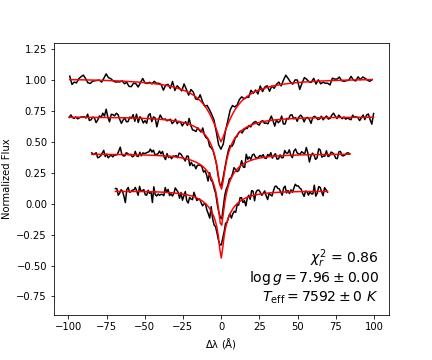 1.25
1.00
0.75
0.50
0.25
0.00
−0.25
−0.50
−0.75
Normalized Flux
χ²ᵣ = 0.86
log g = 7.96 ± 0.00
T_eff = 7592 ± 0 K
−100 −75 −50 −25 0 25 50 75 100
Δλ (Å)